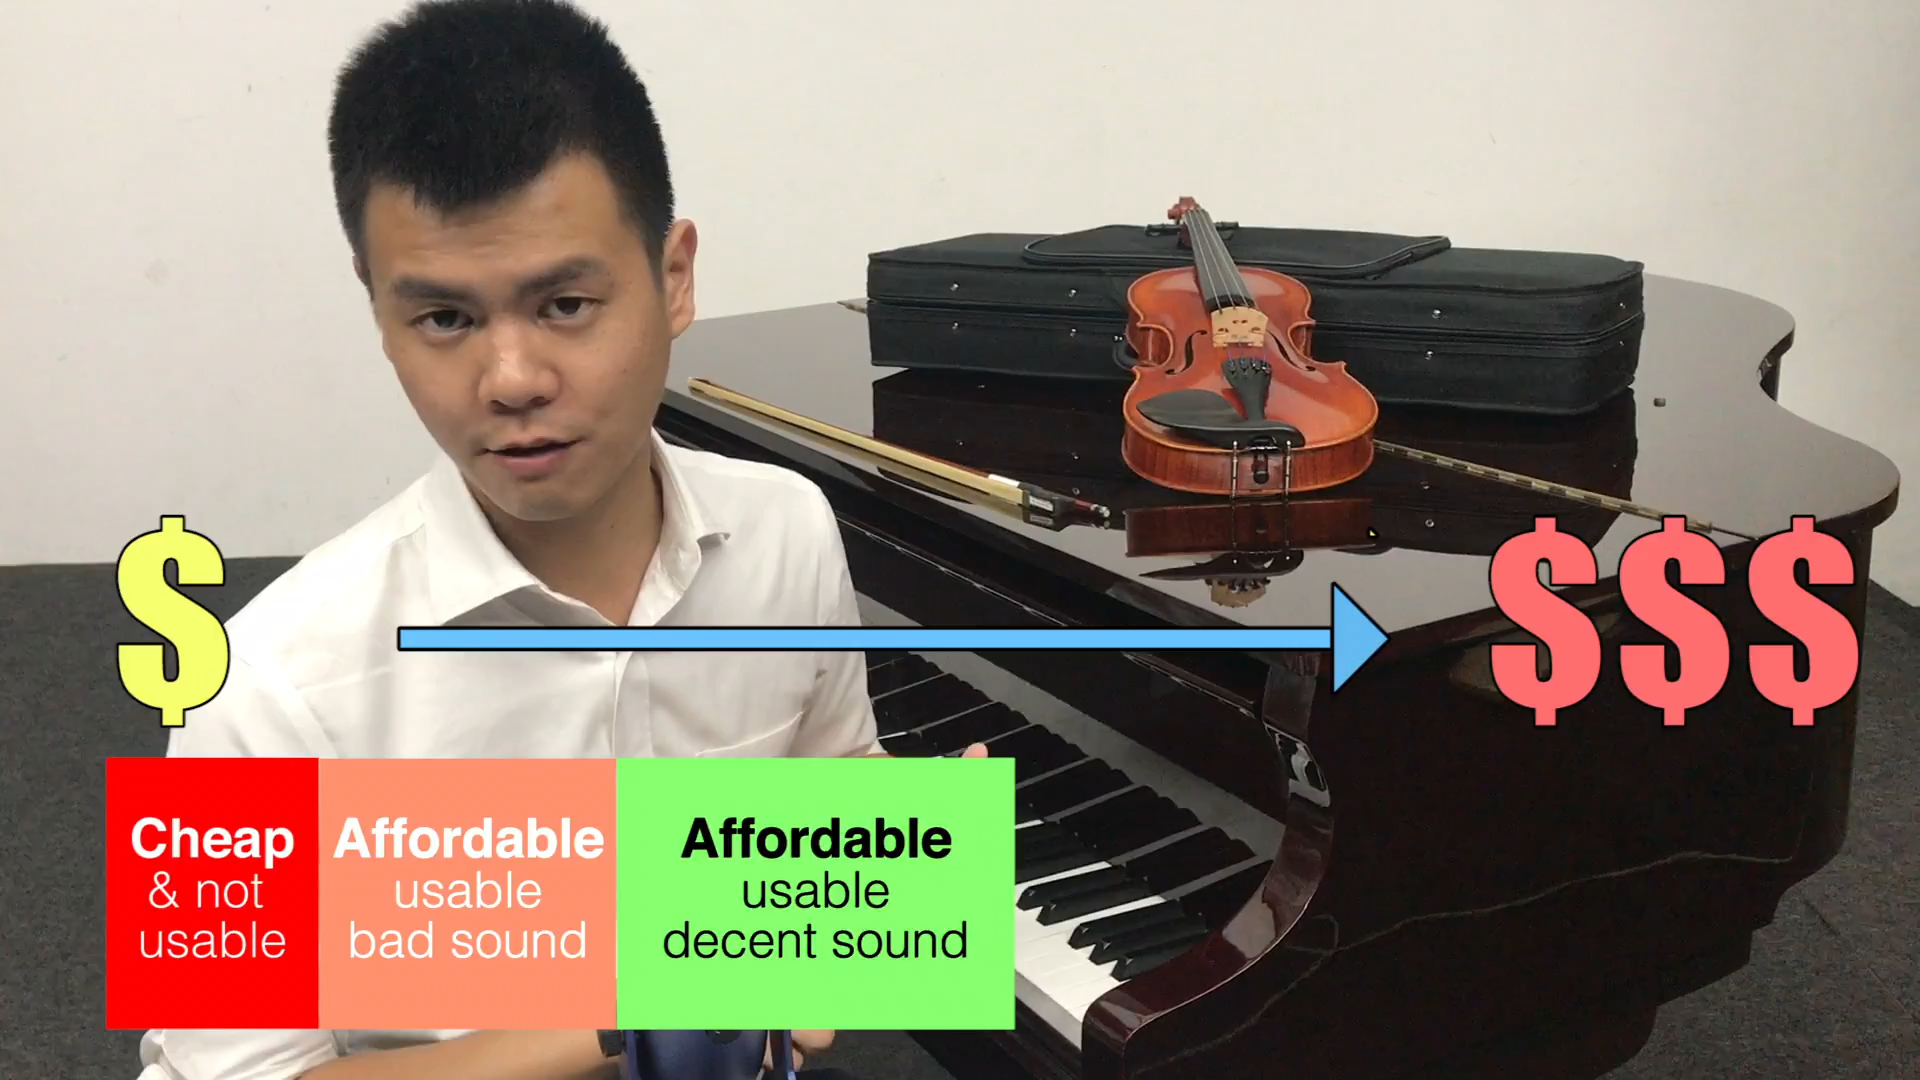 $
$$$
Cheap
& not
usable
Affordable
usable
bad sound
Affordable
usable
decent sound